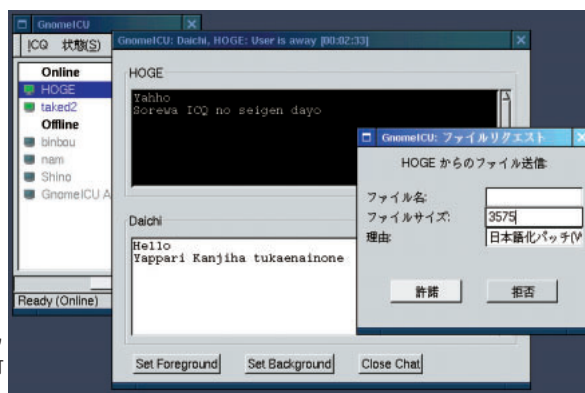 GnomeICU
ICQ 状態(S)
Online
HOGE
taked2
Offline
binbou
nam
Shino
GnomeICU A
Ready (Online)
GnomeICU: Daichi, HOGE: User is away [00:02:33]
HOGE
Yahho
Sorewa ICQ no seigen dayo
Daichi
Hello
Yappari Kanjiha tukaenainone
Set Foreground
Set Background
Close Chat
GnomeICU: ファイルリクエスト
HOGE からのファイル送信:
ファイル名:
ファイルサイズ: 3575
理由: 日本語化パッチ(V
許諾
拒否